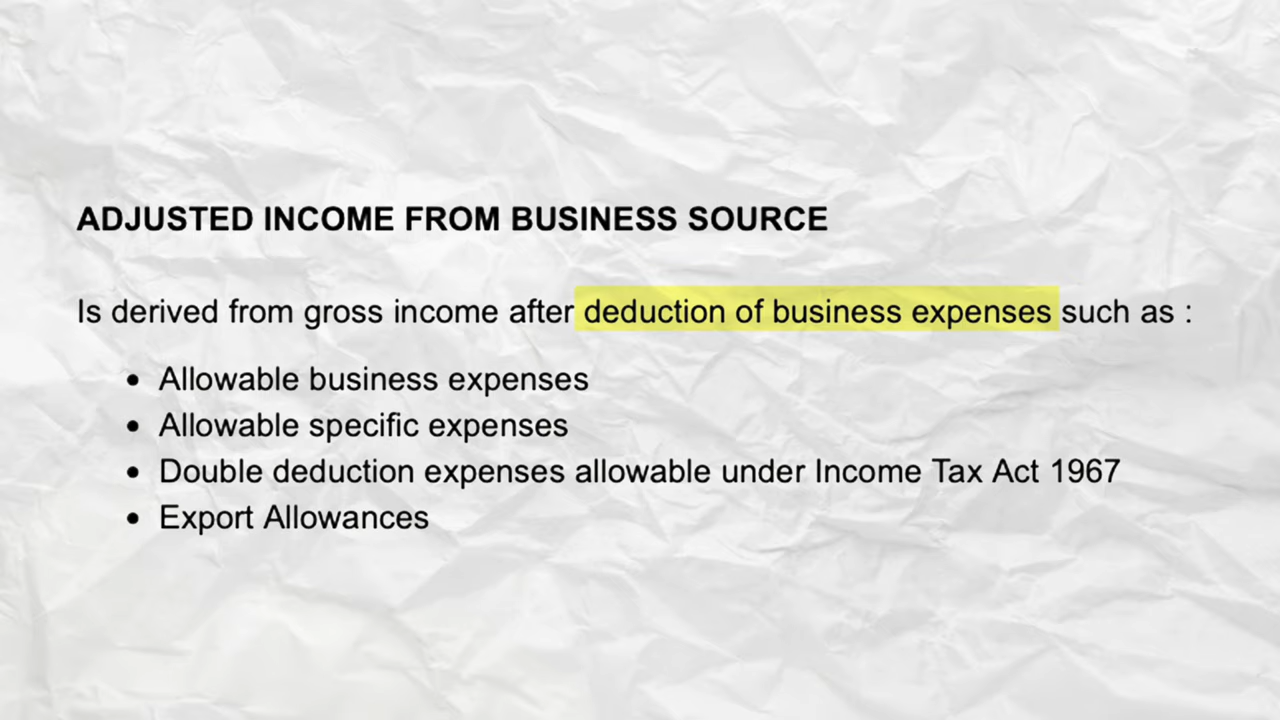 ADJUSTED INCOME FROM BUSINESS SOURCE
Is derived from gross income after deduction of business expenses such as :
• Allowable business expenses
• Allowable specific expenses
• Double deduction expenses allowable under Income Tax Act 1967
• Export Allowances